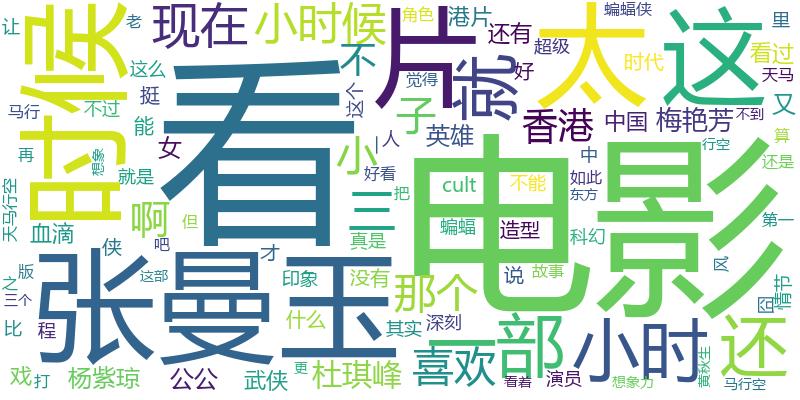 让 老 现在 小时候 角色 港片 还有 蝙蝠侠 里
时候 这么 看 不 片 超级 太 这 看过
挺 这个 觉得 就 好 时代 天马
马行 不过 能 子 香港 中国 梅艳芳 又 不到
再 想象 女 小 一人 英雄 中 算
天马行空 就是 好看 cult 电影 不能 如此 行空 还是
血滴 啊 但 三 把 蝙蝠 造型 东方 第一
侠 吧 真是 科幻 风
之 版 张曼玉 才 那个 说 故事 囧 情节
三个 这部 印象 没有
比 程 什么 其实 深刻 一部 小时 还
戏 打 杨紫琼 公公 武侠 更 杜琪峰 喜欢 看着 演员 想象力 黄秋生 马行空